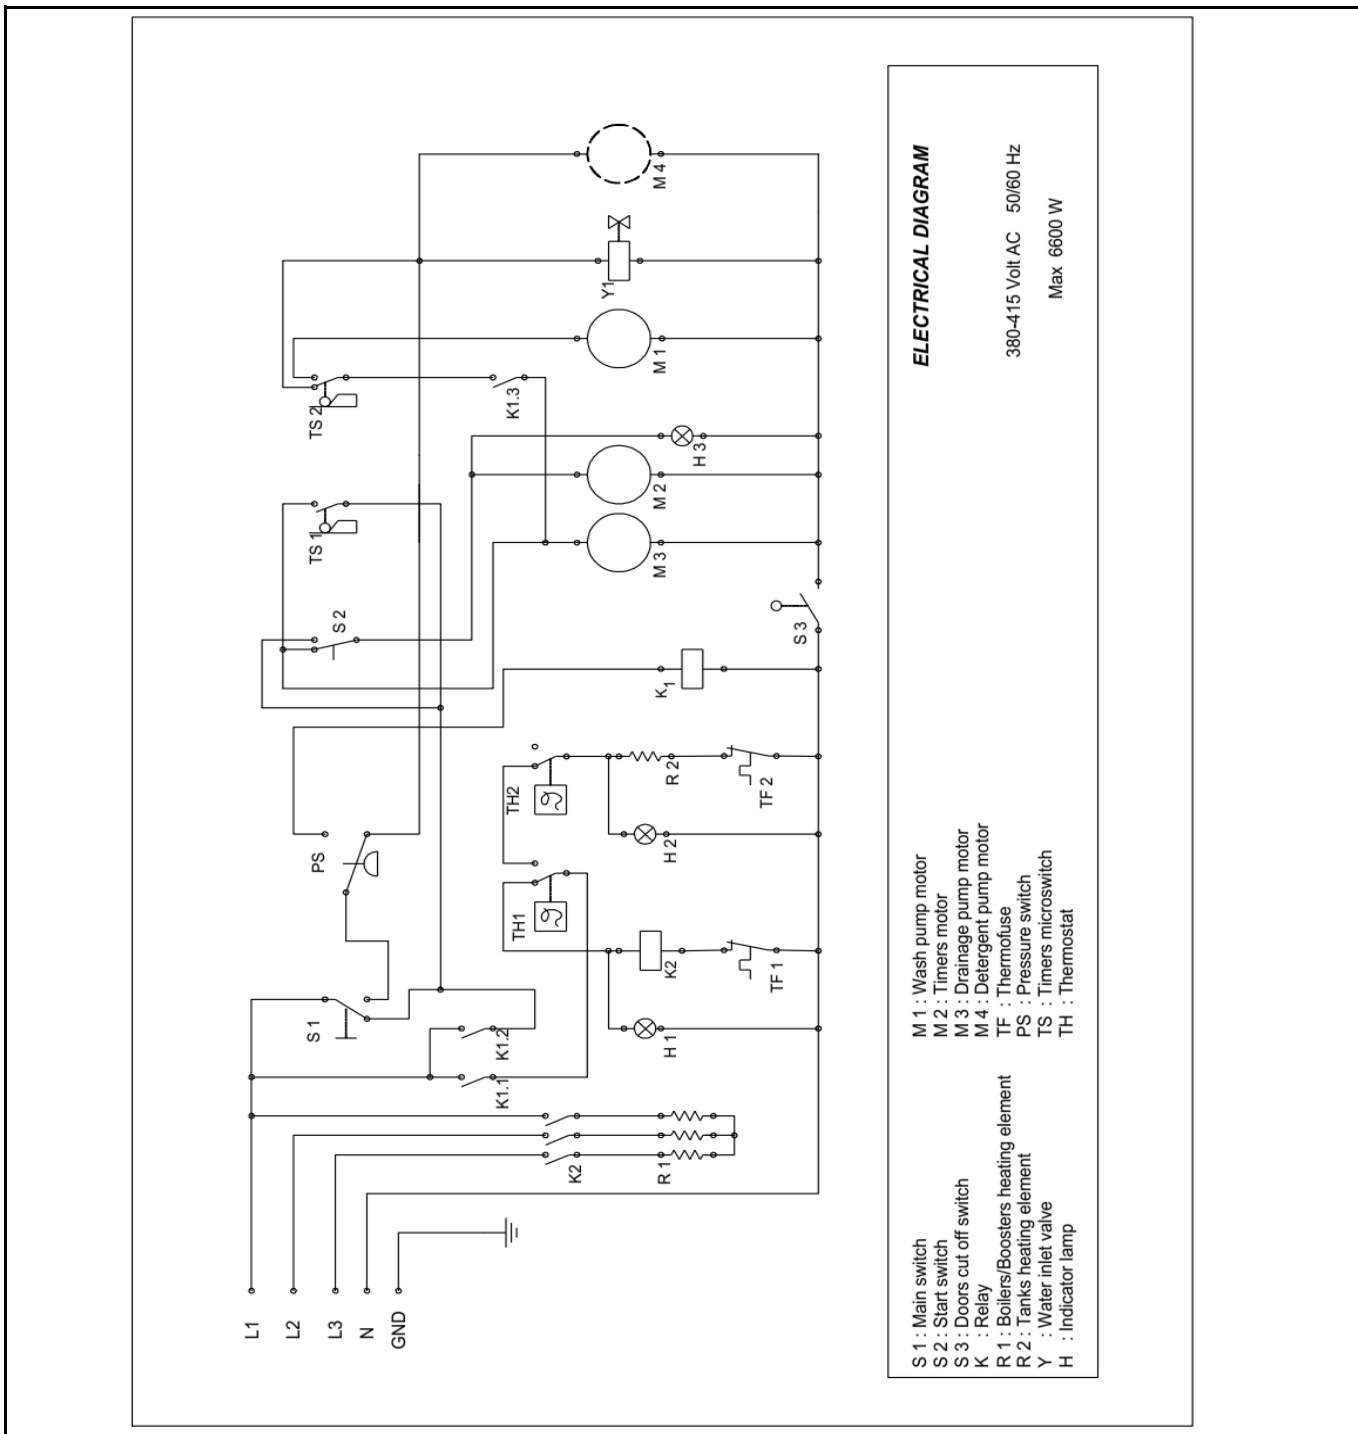 L1
L2
L3
N
GND
S 1
PS
S 2
TS 1
TS 2
K1.1
K1.2
K1.3
TH1
TH2
K2
R 1
H 1
K2
TF 1
H 2
R 2
TF 2
K1
S 3
M 3
M 2
H 3
M 1
Y1
M 4
S 1 : Main switch
S 2 : Start switch
S 3 : Doors cut off switch
K : Relay
R 1 : Boilers/Boosters heating element
R 2 : Tanks heating element
Y : Water inlet valve
H : Indicator lamp
M 1 : Wash pump motor
M 2 : Timers motor
M 3 : Drainage pump motor
M 4 : Detergent pump motor
TF : Thermofuse
PS : Pressure switch
TS : Timers microswitch
TH : Thermostat
ELECTRICAL DIAGRAM
380-415 Volt AC 50/60 Hz
Max 6600 W